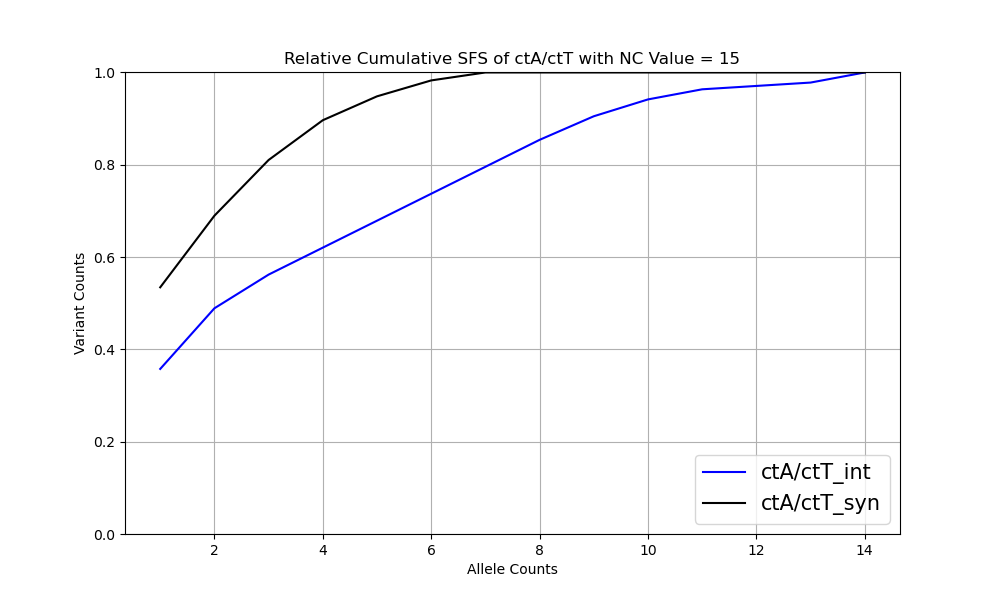 Relative Cumulative SFS of ctA/ctT with NC Value = 15
1.0
0.8
0.6
0.4
0.2
0.0
Variant Counts
2 4 6 8 10 12 14
Allele Counts
ctA/ctT_int
ctA/ctT_syn